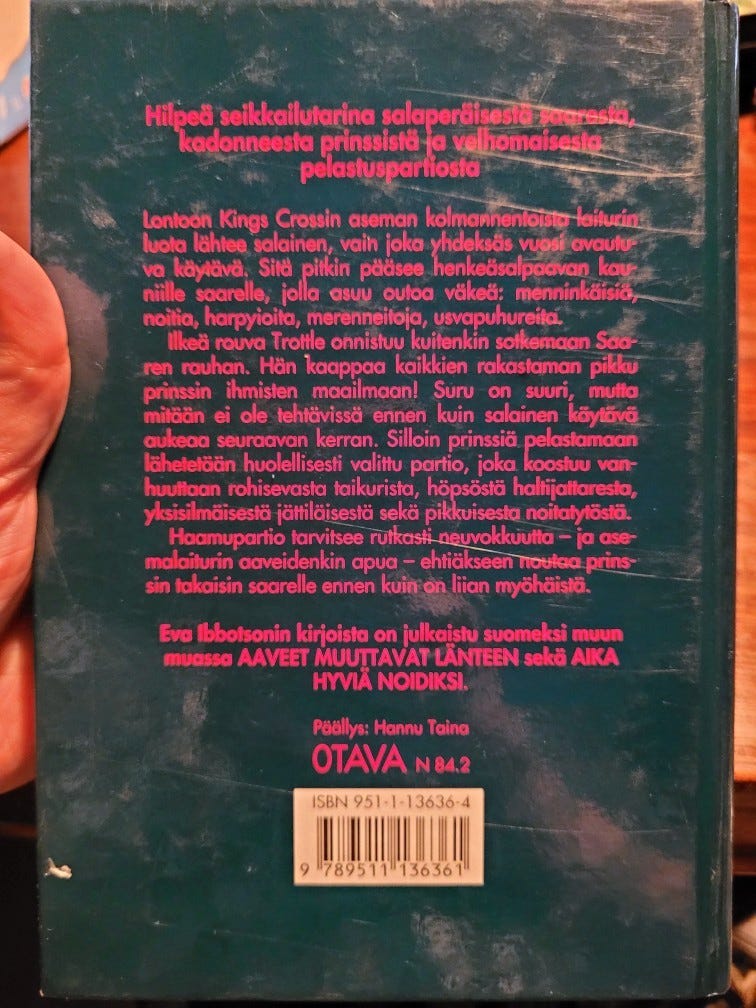 Hilpeä seikkailutarina salaperäisestä saaresta,
kadonneesta prinssistä ja velhomaisesta
pelastuspartiosta
Lontoon Kings Crossin aseman kolmannentoista laiturin
luota lähtee salainen, vain joka yhdeksäs vuosi avautu-
va käytävä. Sitä pitkin pääsee henkeäsalpaavan kau-
niille saarelle, jolla asuu outoa väkeä: menninkäisiä,
noitia, harpyioita, merenneitoja, usvapuhureita.
Ilkeä rouva Trottle onnistuu kuitenkin sotkemaan Saa-
ren rauhan. Hän kaappaa kaikkien rakastaman pikku
prinssin ihmisten maailmaan! Suru on suuri, mutta
mitään ei ole tehtävissä ennen kuin salainen käytävä
aukeaa seuraavan kerran. Silloin prinssiä pelastamaan
lähetetään huolellisesti valittu partio, joka koostuu van-
huuttaan rohisevasta taikurista, höpsöstä haltijattaresta,
yksisilmäisestä jättiläisestä sekä pikkuisesta noitatytöstä.
Haamupartio tarvitsee rutkasti neuvokkuutta – ja ase-
malaiturin aaveidenkin apua – ehtiäkseen noutaa prins-
sin takaisin saarelle ennen kuin on liian myöhäistä.
Eva Ibbotsonin kirjoista on julkaistu suomeksi muun
muassa AAVEET MUUTTAVAT LÄNTEEN sekä AIKA
HYVIÄ NOIDIKSI.
Päällys: Hannu Taina
OTAVA N 84.2
ISBN 951-1-13636-4
9 789511 136361